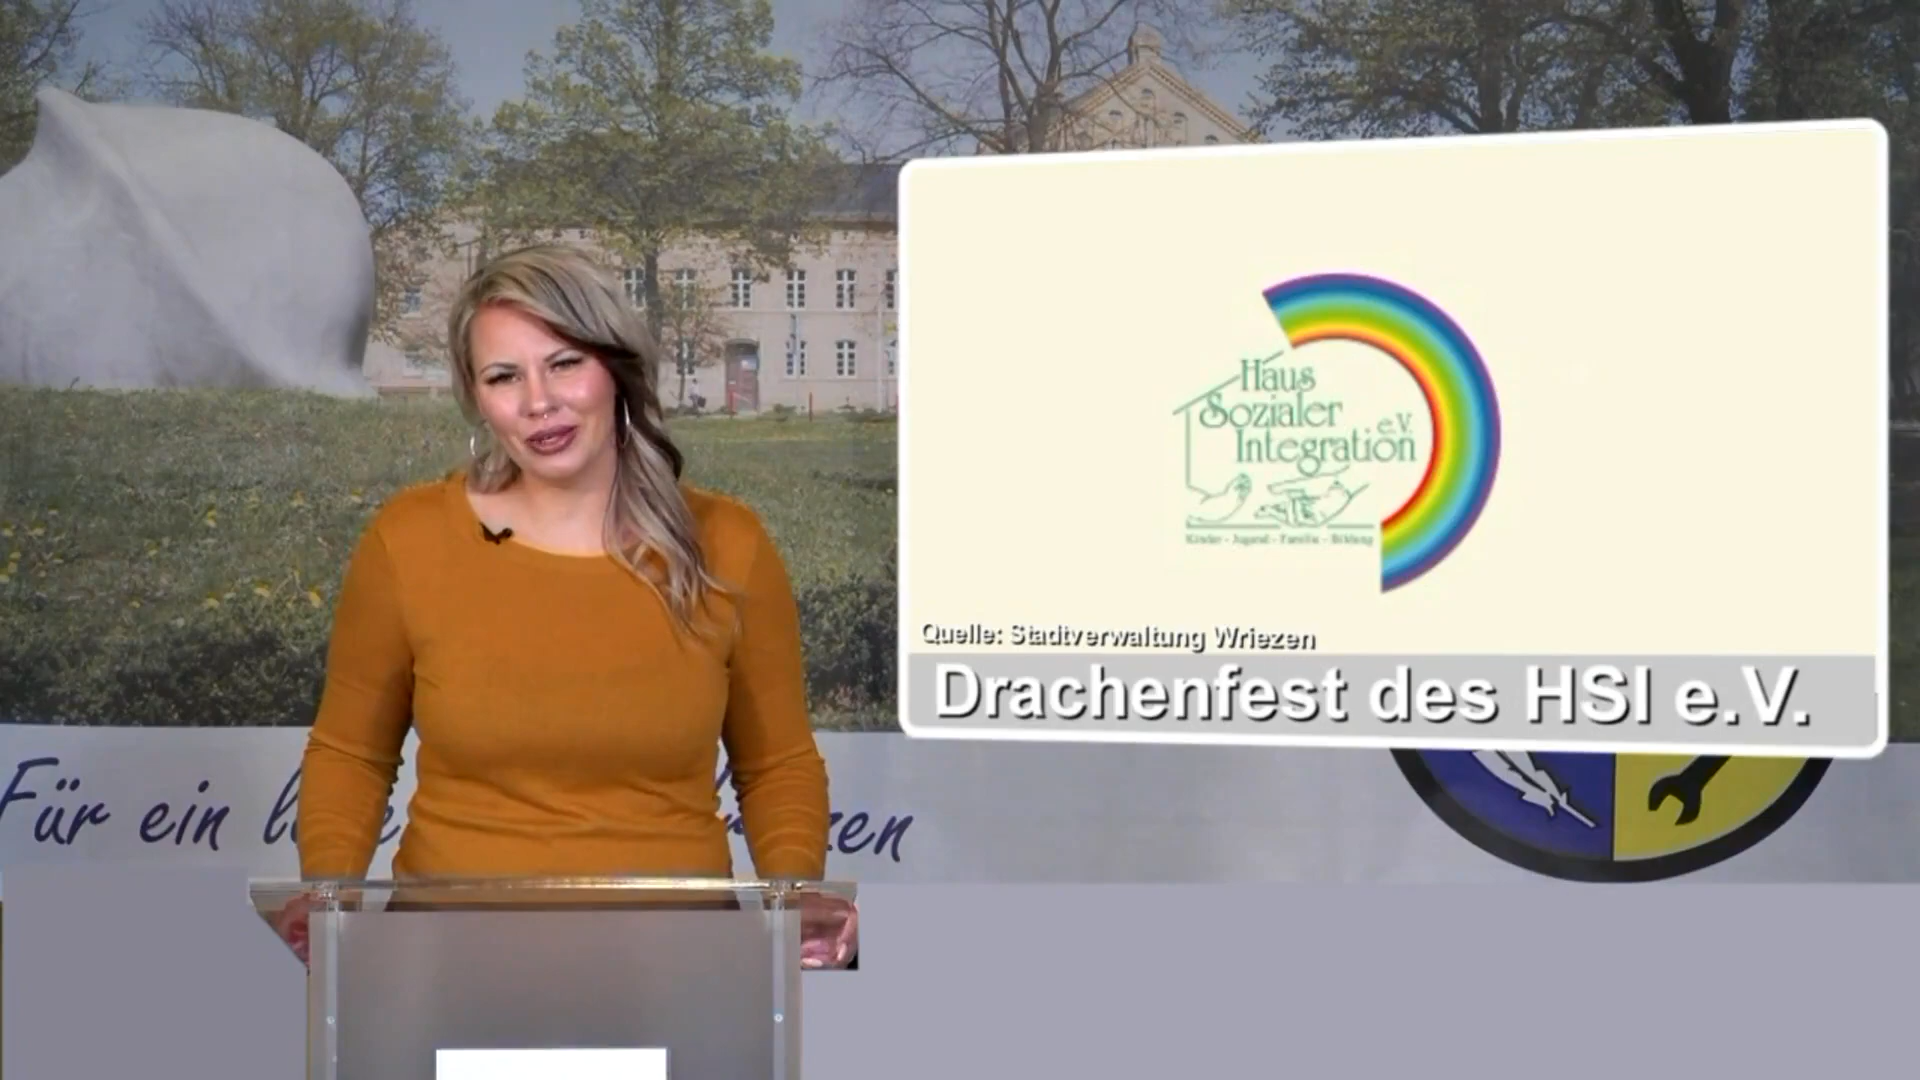 Haus
Sozialer
Integration e.V.
Kinder - Jugend - Familie - Bildung
Quelle: Stadtverwaltung Wriezen
Drachenfest des HSI e.V.
Für ein
zen